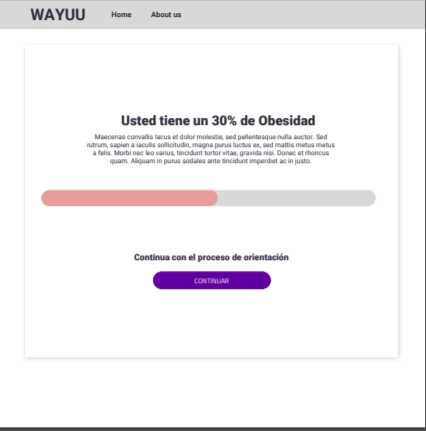 WAYUU Home About us
Usted tiene un 30% de Obesidad
Maecenas convallis lacus et dolor molestie, sed pellentesque nulla auctor. Sed
rutrum, sapien a iaculis sollicitudin, magna purus luctus ex, sed mattis metus metus
a felis. Morbi nec leo varius, tincidunt tortor vitae, gravida nisi. Donec et rhoncus
quam. Aliquam in purus sodales ante tincidunt imperdiet ac in justo.
Continua con el proceso de orientación
CONTINUAR